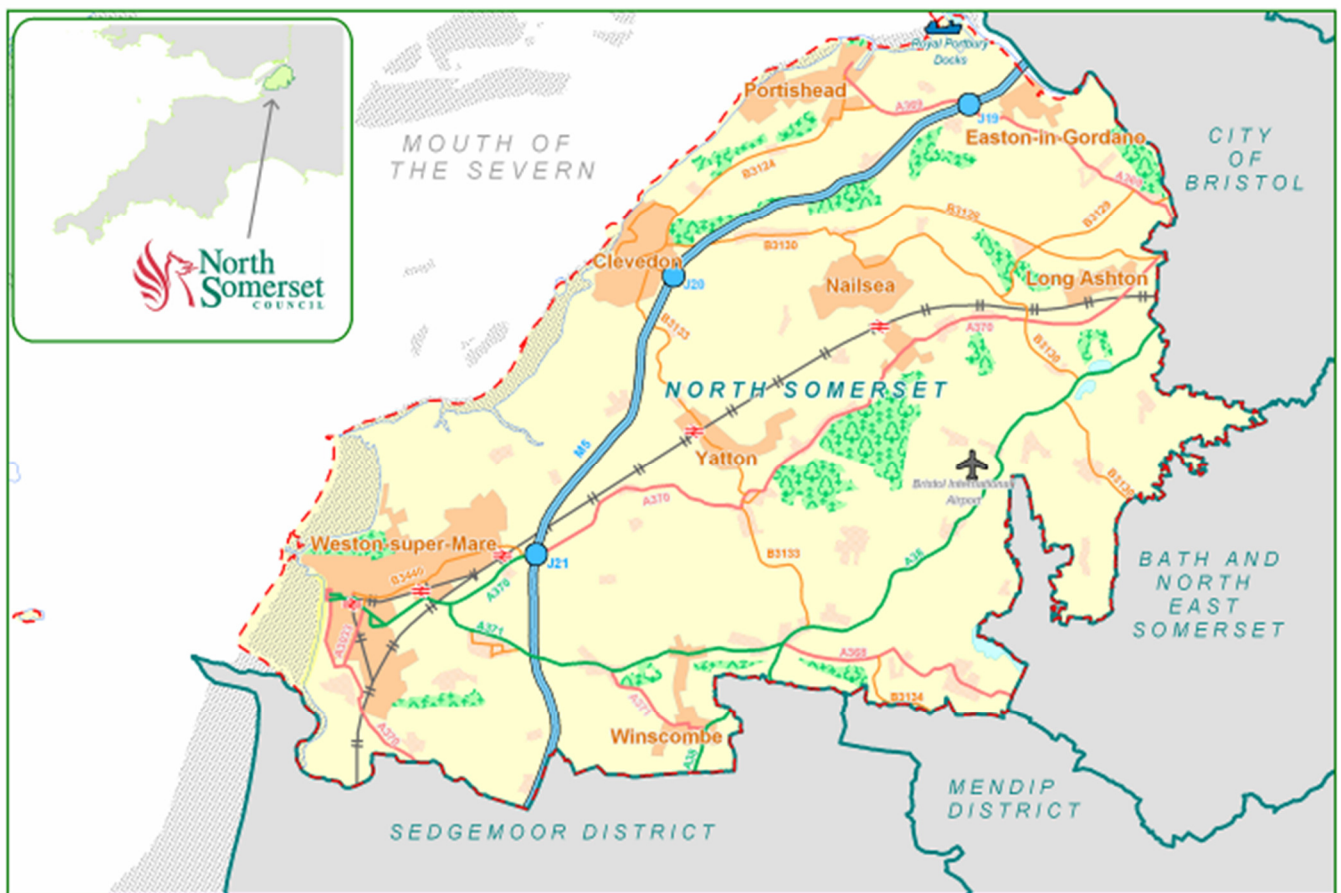 North
Somerset
COUNCIL
MOUTH OF
THE SEVERN
Royal Portbury
Docks
Portishead
A369
J19
Easton-in-Gordano
CITY
OF
BRISTOL
B3124
A369
B3128
B3129
B3130
Clevedon
J20
Nailsea
Long Ashton
B3133
A370
B3130
NORTH SOMERSET
M5
Yatton
Bristol International
Airport
B3130
A370
Weston-super-Mare
J21
B3133
A38
B3440
A370
A371
BATH AND
NORTH
EAST
SOMERSET
A368
A371
B3134
A370
Winscombe
A38
MENDIP
DISTRICT
SEDGEMOOR DISTRICT